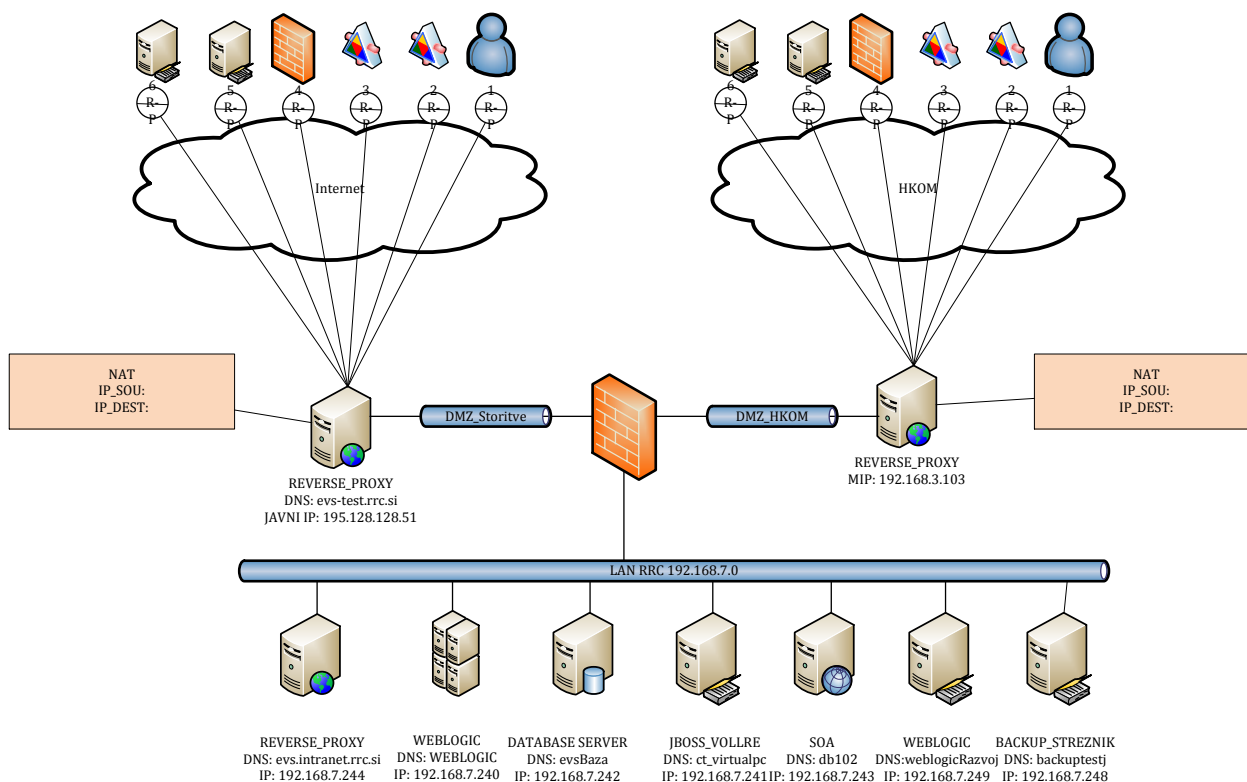 6
R-
P
5
R-
P
4
R-
P
3
R-
P
2
R-
P
1
R-
P
6
R-
P
5
R-
P
4
R-
P
3
R-
P
2
R-
P
1
R-
P
Internet
HKOM
NAT
IP_SOU:
IP_DEST:
DMZ_Storitve
DMZ_HKOM
NAT
IP_SOU:
IP_DEST:
REVERSE_PROXY
DNS: evs-test.rrc.si
JAVNI IP: 195.128.128.51
REVERSE_PROXY
MIP: 192.168.3.103
LAN RRC 192.168.7.0
REVERSE_PROXY
DNS: evs.intranet.rrc.si
IP: 192.168.7.244
WEBLOGIC
DNS: WEBLOGIC
IP: 192.168.7.240
DATABASE SERVER
DNS: evsBaza
IP: 192.168.7.242
JBOSS_VOLLRE
DNS: ct_virtualpc
IP: 192.168.7.241
SOA
DNS: db102
IP: 192.168.7.243
WEBLOGIC
DNS:weblogicRazvoj
IP: 192.168.7.249
BACKUP_STREZNIK
DNS: backuptestj
IP: 192.168.7.248